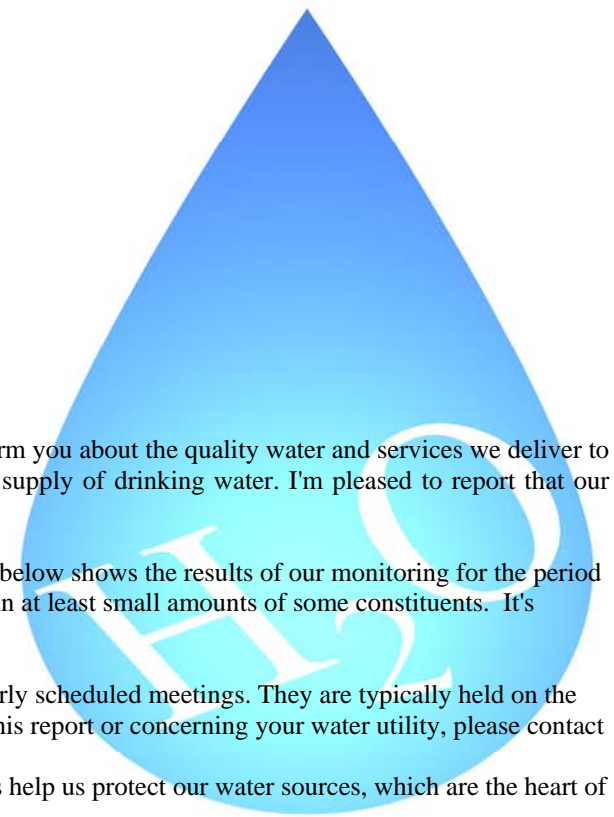 H2O
rm you about the quality water and services we deliver to
supply of drinking water. I'm pleased to report that our
below shows the results of our monitoring for the period
in at least small amounts of some constituents. It's
rly scheduled meetings. They are typically held on the
his report or concerning your water utility, please contact
s help us protect our water sources, which are the heart of